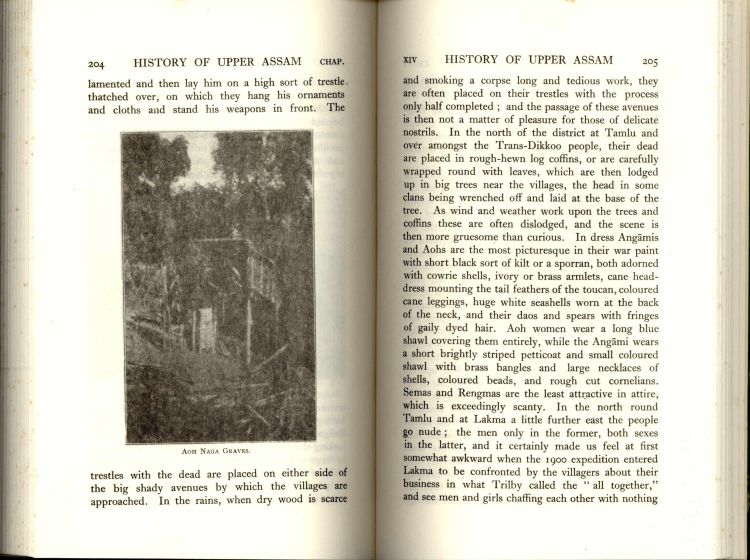 204 HISTORY OF UPPER ASSAM CHAP.
lamented and then lay him on a high sort of trestle.
thatched over, on which they hang his ornaments
and cloths and stand his weapons in front. The
AOH NAGA GRAVES.
trestles with the dead are placed on either side of
the big shady avenues by which the villages are
approached. In the rains, when dry wood is scarce
XIV HISTORY OF UPPER ASSAM 205
and smoking a corpse long and tedious work, they
are often placed on their trestles with the process
only half completed ; and the passage of these avenues
is then not a matter of pleasure for those of delicate
nostrils. In the north of the district at Tamlu and
over amongst the Trans-Dikkoo people, their dead
are placed in rough-hewn log coffins, or are carefully
wrapped round with leaves, which are then lodged
up in big trees near the villages, the head in some
clans being wrenched off and laid at the base of the
tree. As wind and weather work upon the trees and
coffins these are often dislodged, and the scene is
then more gruesome than curious. In dress Angāmis
and Aohs are the most picturesque in their war paint
with short black sort of kilt or a sporran, both adorned
with cowrie shells, ivory or brass armlets, cane head-
dress mounting the tail feathers of the toucan, coloured
cane leggings, huge white seashells worn at the back
of the neck, and their daos and spears with fringes
of gaily dyed hair. Aoh women wear a long blue
shawl covering them entirely, while the Angāmi wears
a short brightly striped petticoat and small coloured
shawl with brass bangles and large necklaces of
shells, coloured beads, and rough cut cornelians.
Semas and Rengmas are the least attractive in attire,
which is exceedingly scanty. In the north round
Tamlu and at Lakma a little further east the people
go nude ; the men only in the former, both sexes
in the latter, and it certainly made us feel at first
somewhat awkward when the 1900 expedition entered
Lakma to be confronted by the villagers about their
business in what Trilby called the " all together,"
and see men and girls chaffing each other with nothing